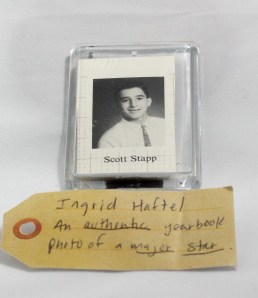 Scott Stapp
Ingrid Haftel
An authentic yearbook
photo of a major star.